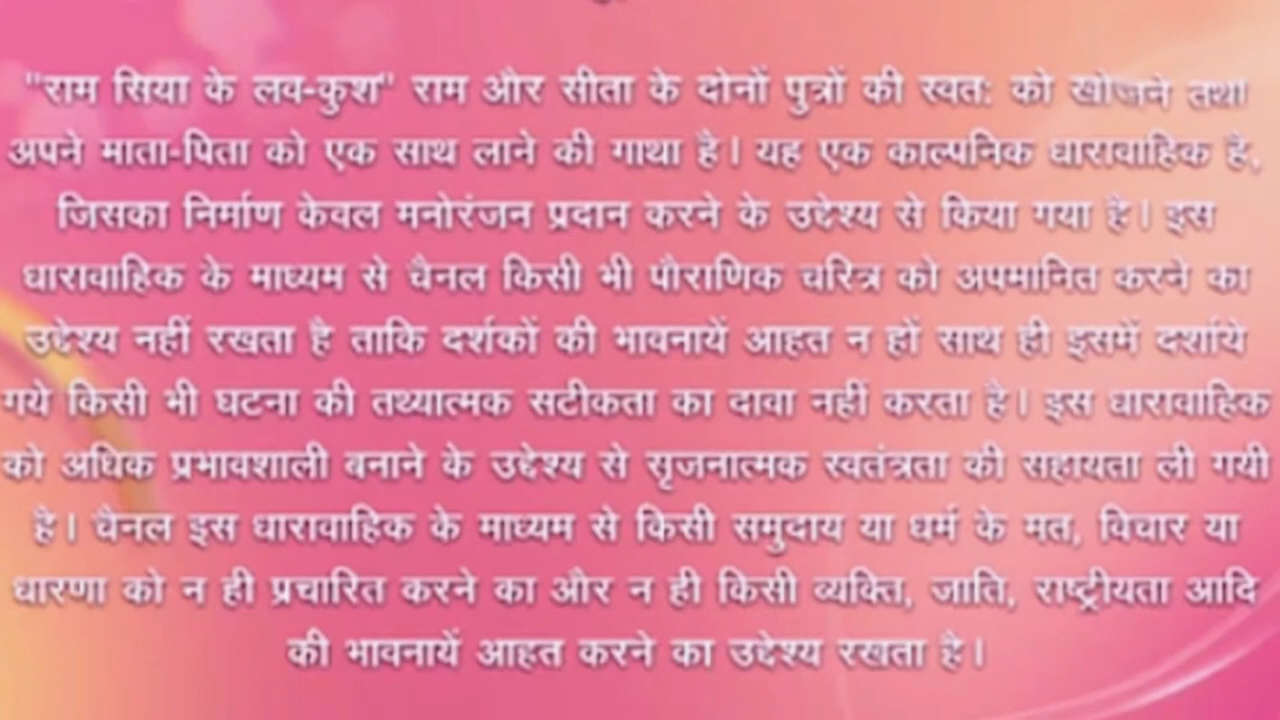 "राम सिया के लव-कुश" राम और सीता के दोनों पुत्रों की स्वत: को खोजने तथा
अपने माता-पिता को एक साथ लाने की गाथा है। यह एक काल्पनिक धारावाहिक है,
जिसका निर्माण केवल मनोरंजन प्रदान करने के उद्देश्य से किया गया है। इस
धारावाहिक के माध्यम से चैनल किसी भी पौराणिक चरित्र को अपमानित करने का
उद्देश्य नहीं रखता है ताकि दर्शकों की भावनायें आहत न हों साथ ही इसमें दर्शाये
गये किसी भी घटना की तथ्यात्मक सटीकता का दावा नहीं करता है। इस धारावाहिक
को अधिक प्रभावशाली बनाने के उद्देश्य से सृजनात्मक स्वतंत्रता की सहायता ली गयी
है। चैनल इस धारावाहिक के माध्यम से किसी समुदाय या धर्म के मत, विचार या
धारणा को न ही प्रचारित करने का और न ही किसी व्यक्ति, जाति, राष्ट्रीयता आदि
की भावनायें आहत करने का उद्देश्य रखता है।